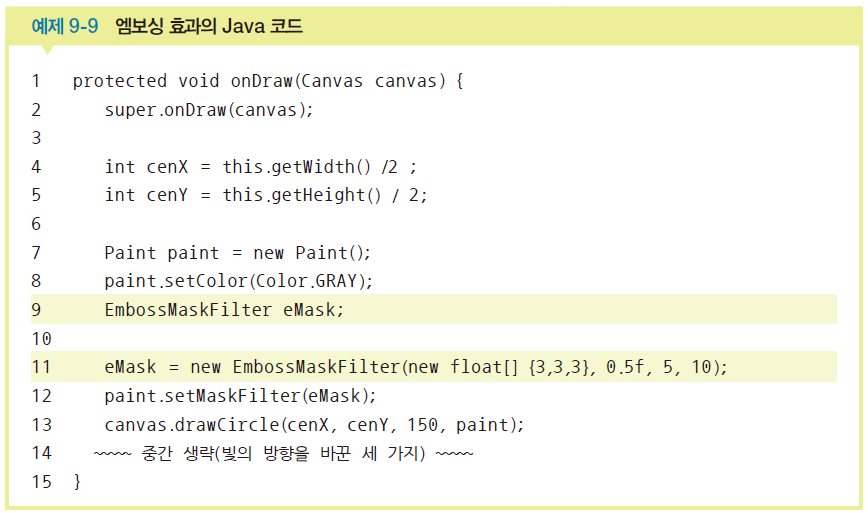 예제 9-9 엠보싱 효과의 Java 코드
1 protected void onDraw(Canvas canvas) {
2 super.onDraw(canvas);
3
4 int cenX = this.getWidth() /2 ;
5 int cenY = this.getHeight() / 2;
6
7 Paint paint = new Paint();
8 paint.setColor(Color.GRAY);
9 EmbossMaskFilter eMask;
10
11 eMask = new EmbossMaskFilter(new float[] {3,3,3}, 0.5f, 5, 10);
12 paint.setMaskFilter(eMask);
13 canvas.drawCircle(cenX, cenY, 150, paint);
14 ~~~~~ 중간 생략(빛의 방향을 바꾼 세 가지) ~~~~~
15 }